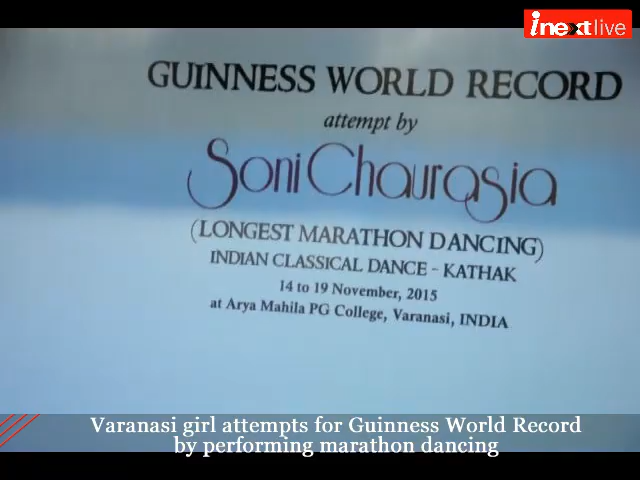 inextlive
GUINNESS WORLD RECORD
attempt by
Soni Chaurasia
(LONGEST MARATHON DANCING)
INDIAN CLASSICAL DANCE - KATHAK
14 to 19 November, 2015
at Arya Mahila PG College, Varanasi, INDIA
Varanasi girl attempts for Guinness World Record
by performing marathon dancing